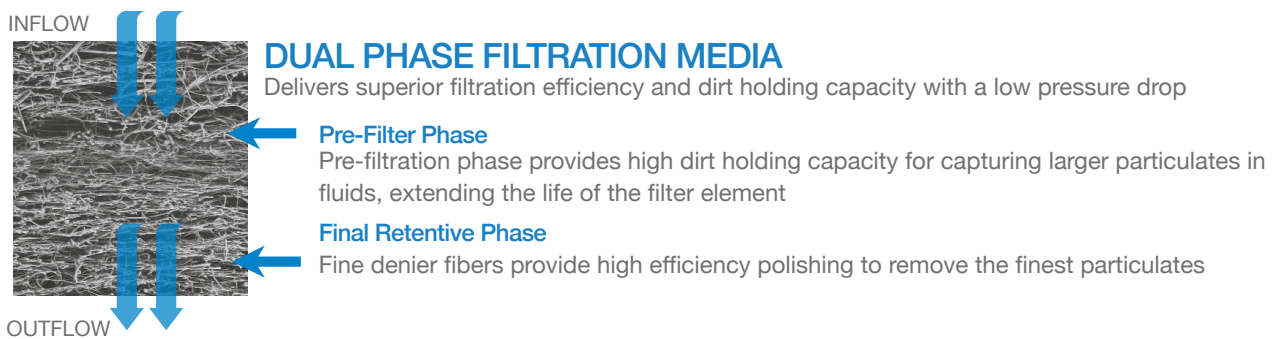 INFLOW
DUAL PHASE FILTRATION MEDIA
Delivers superior filtration efficiency and dirt holding capacity with a low pressure drop
Pre-Filter Phase
Pre-filtration phase provides high dirt holding capacity for capturing larger particulates in
fluids, extending the life of the filter element
Final Retentive Phase
Fine denier fibers provide high efficiency polishing to remove the finest particulates
OUTFLOW